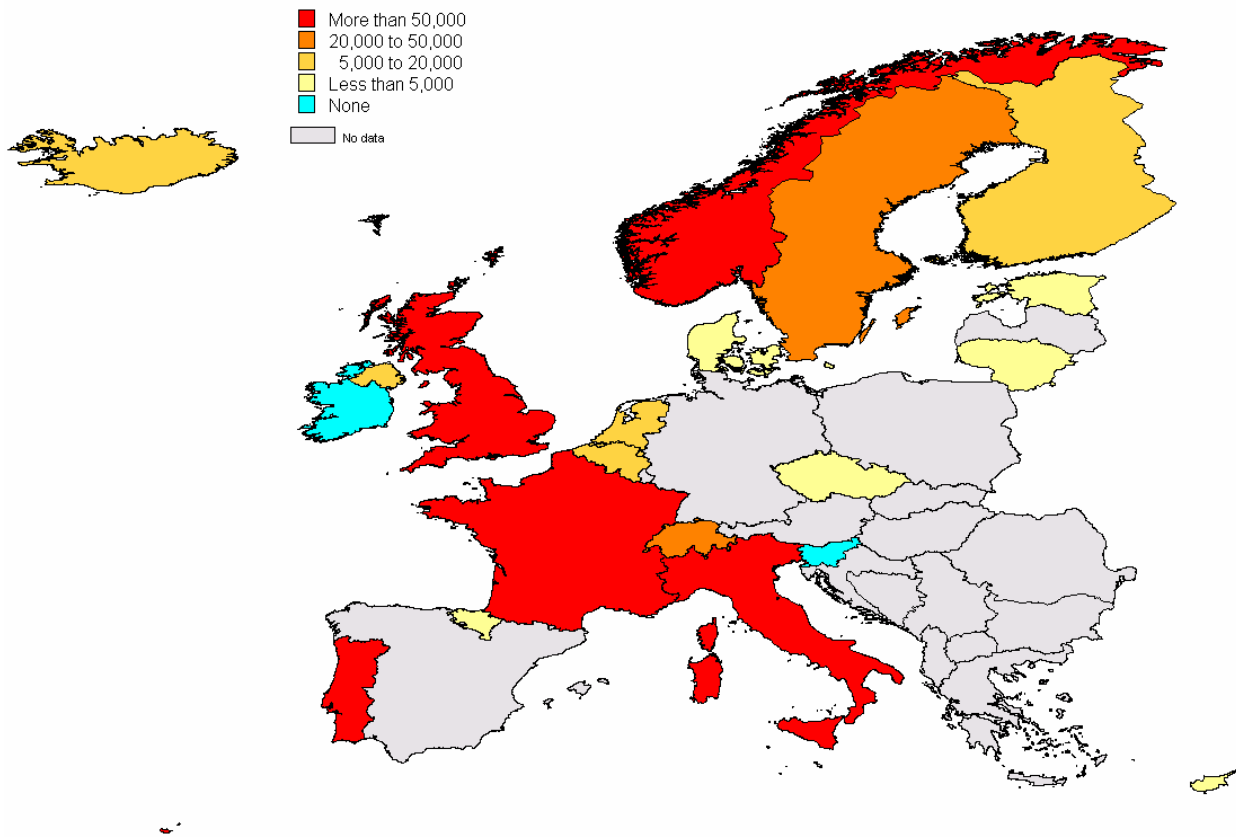 More than 50,000
20,000 to 50,000
5,000 to 20,000
Less than 5,000
None
No data